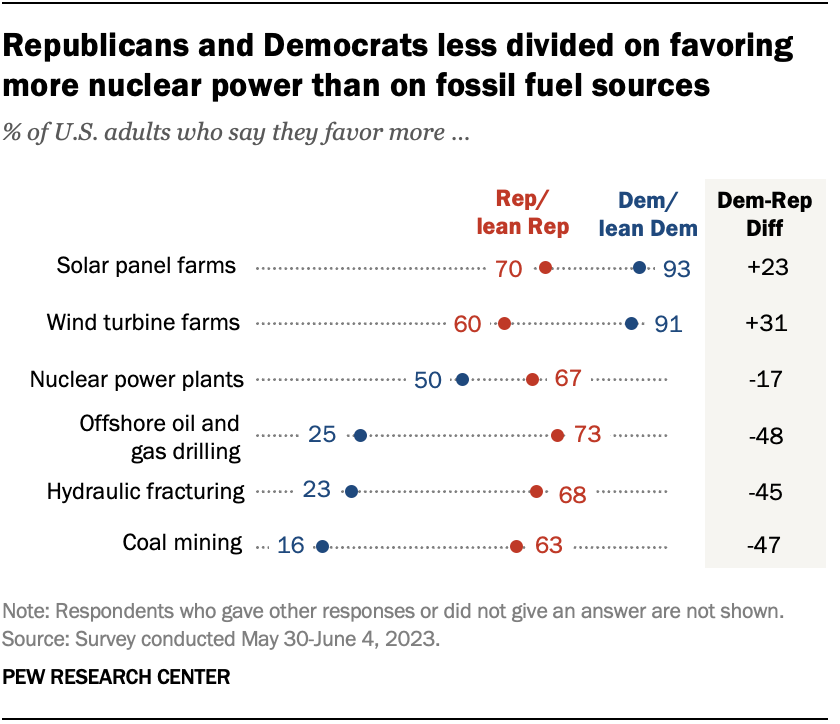 Republicans and Democrats less divided on favoring
more nuclear power than on fossil fuel sources
% of U.S. adults who say they favor more ...
Rep/
lean Rep
Dem/
lean Dem
Dem-Rep
Diff
Solar panel farms 70 93 +23
Wind turbine farms 60 91 +31
Nuclear power plants 50 67 -17
Offshore oil and
gas drilling 25 73 -48
Hydraulic fracturing 23 68 -45
Coal mining 16 63 -47
Note: Respondents who gave other responses or did not give an answer are not shown.
Source: Survey conducted May 30-June 4, 2023.
PEW RESEARCH CENTER